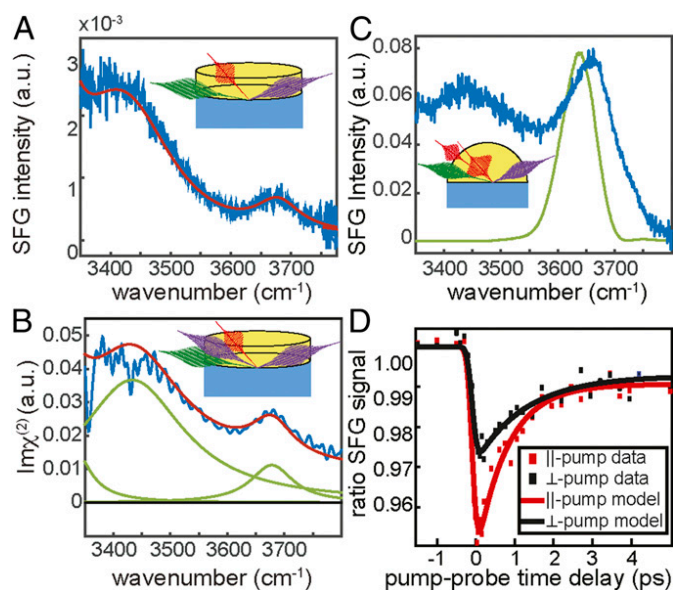 A
x10⁻³
3
2
1
0
SFG intensity (a.u.)
3400 3500 3600 3700
wavenumber (cm⁻¹)
B
0.05
0.04
0.03
0.02
0.01
0
Imχ⁽²⁾ (a.u.)
3400 3500 3600 3700
wavenumber (cm⁻¹)
C
0.08
0.06
0.04
0.02
0
SFG Intensity (a.u.)
3400 3500 3600 3700
wavenumber (cm⁻¹)
D
1.00
0.99
0.98
0.97
0.96
ratio SFG signal
||-pump data
⊥-pump data
||-pump model
⊥-pump model
-1 0 1 2 3 4
pump-probe time delay (ps)